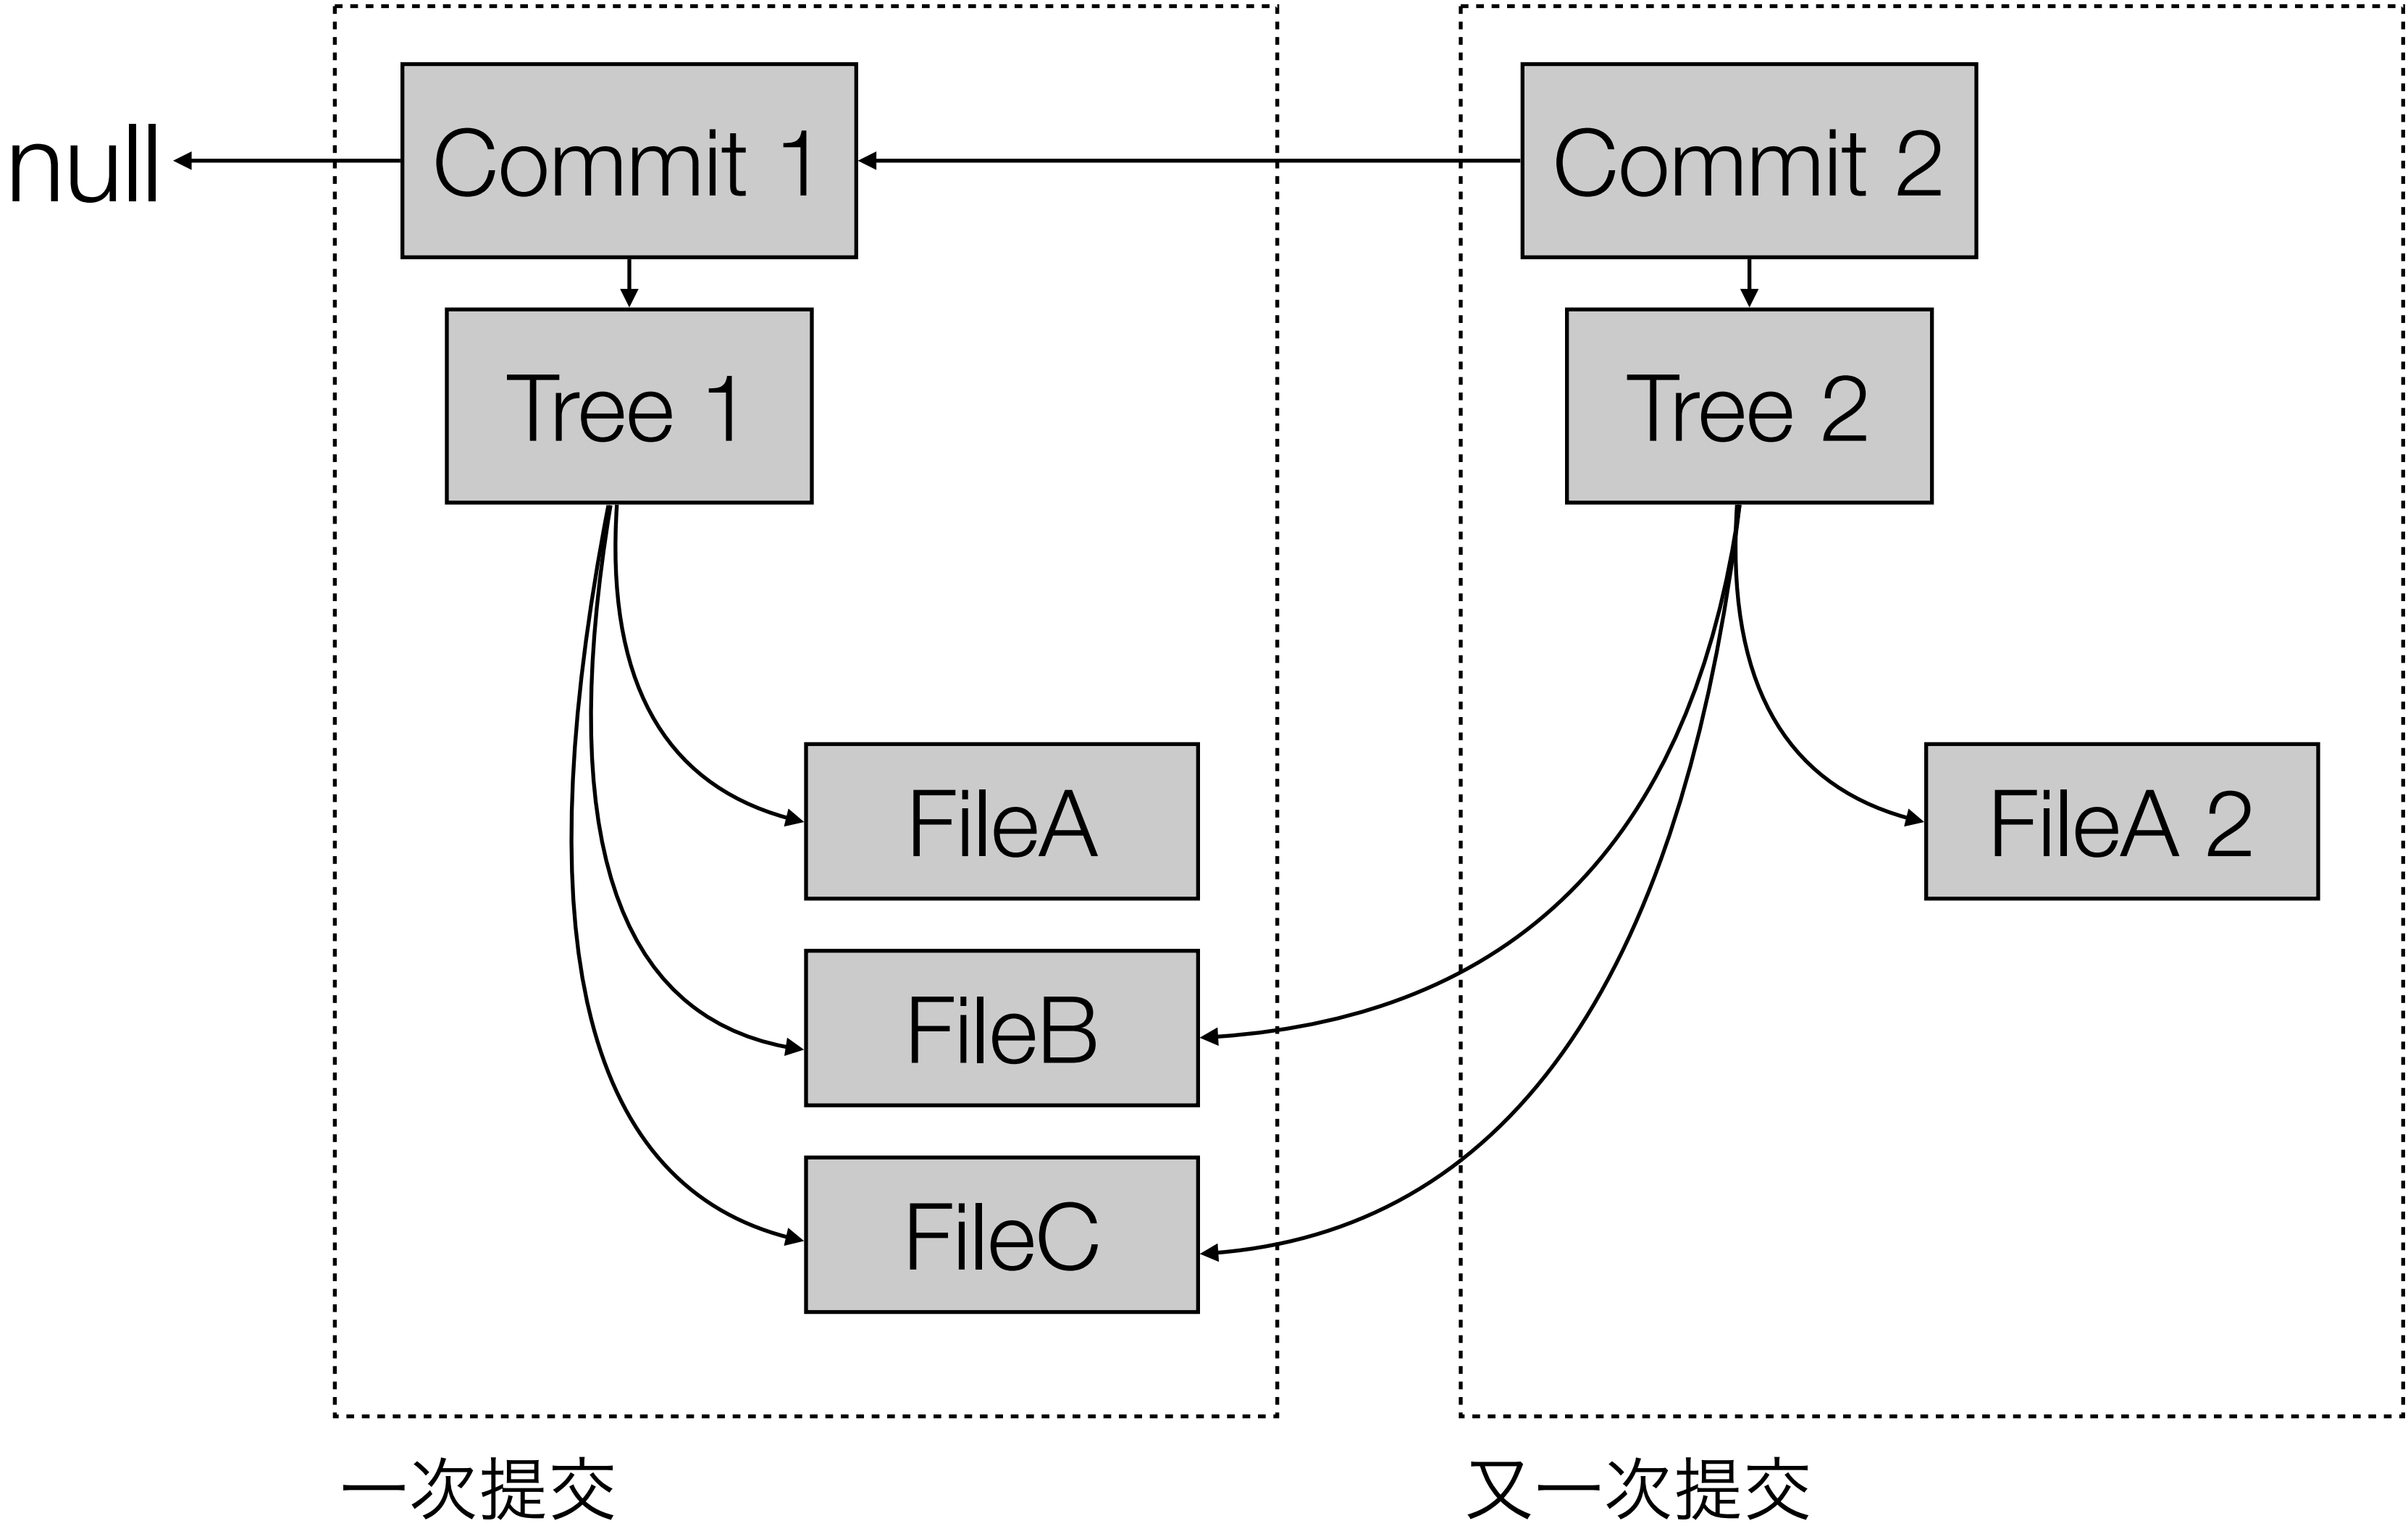 null
Commit 1
Commit 2
Tree 1
Tree 2
FileA
FileA 2
FileB
FileC
一次提交
又一次提交